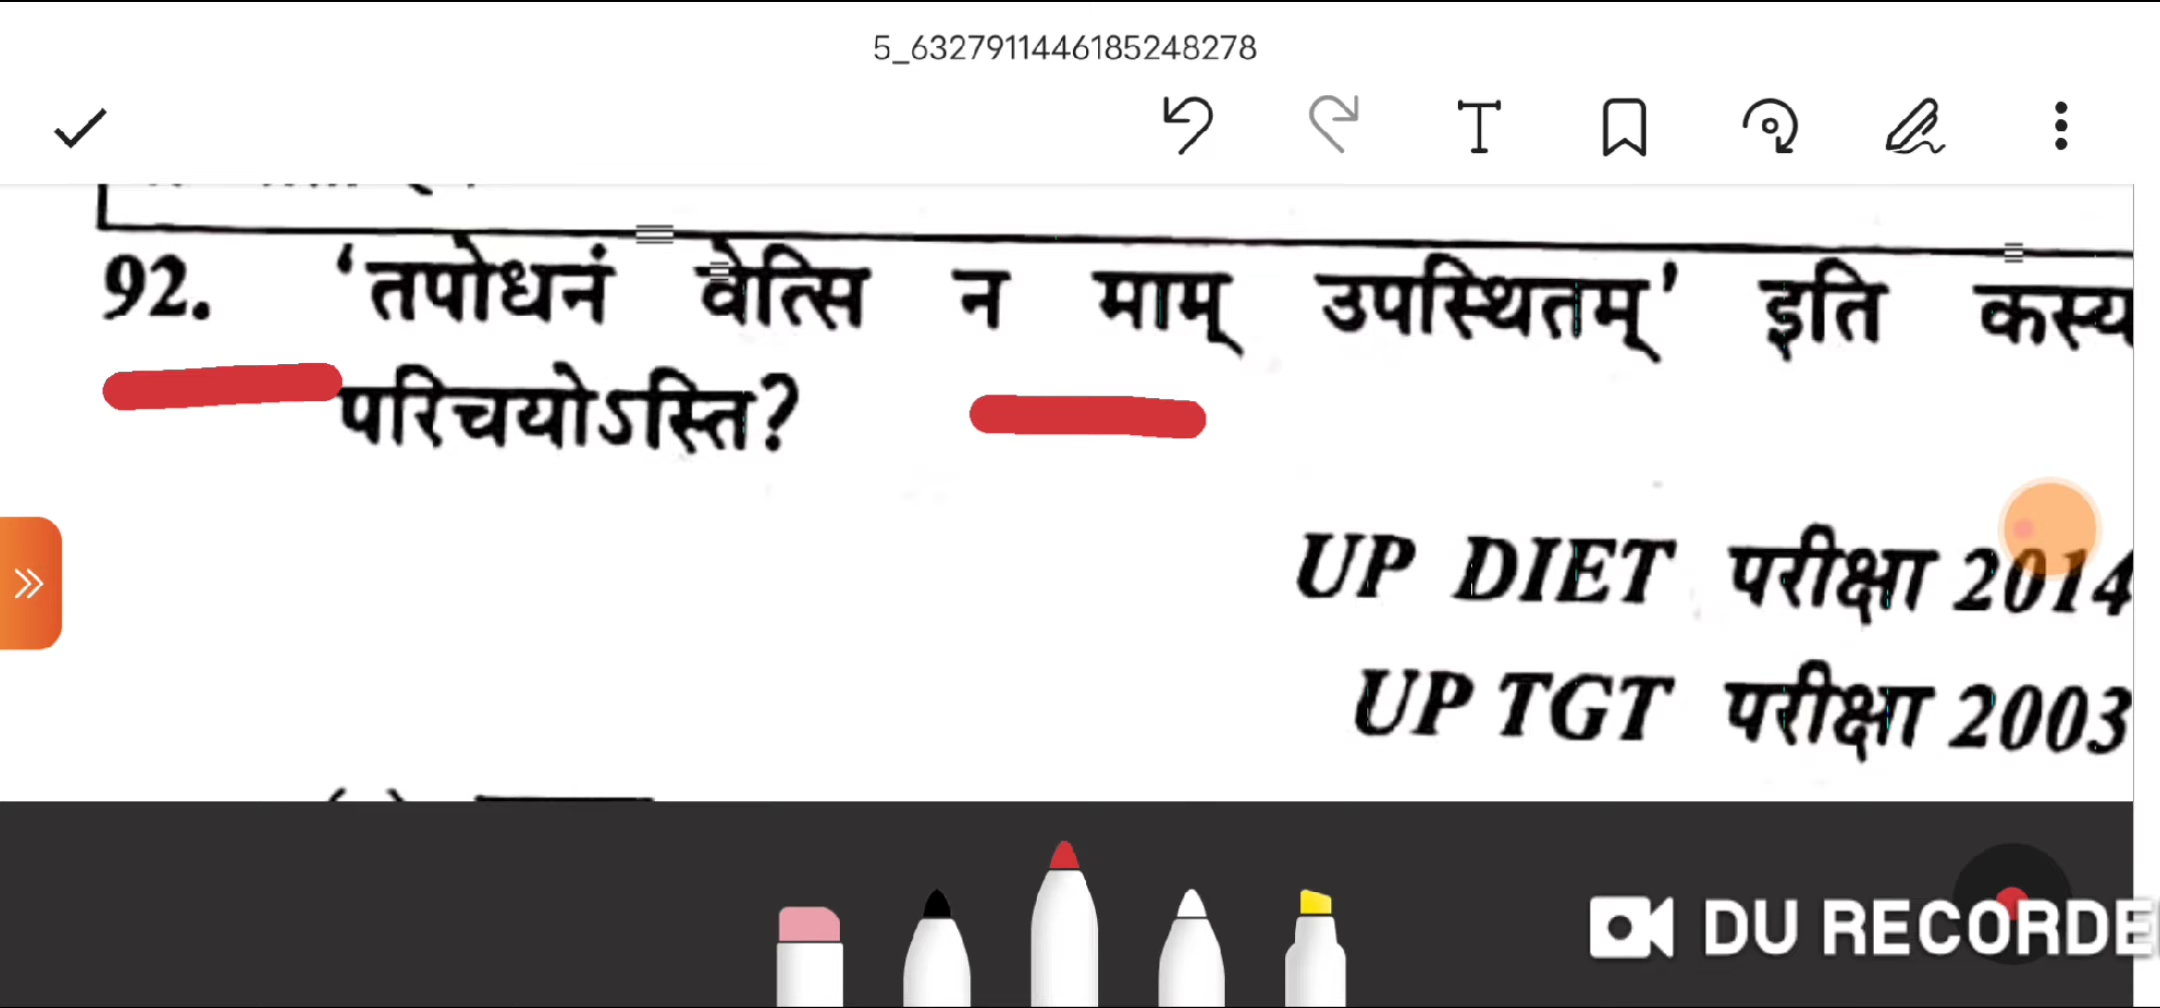 5_6327911446185248278
92. ‘तपोधनं वेत्सि न माम् उपस्थितम्’ इति कस्य
परिचयोऽस्ति?
UP DIET परीक्षा 2014
UP TGT परीक्षा 2003
DU RECORDE